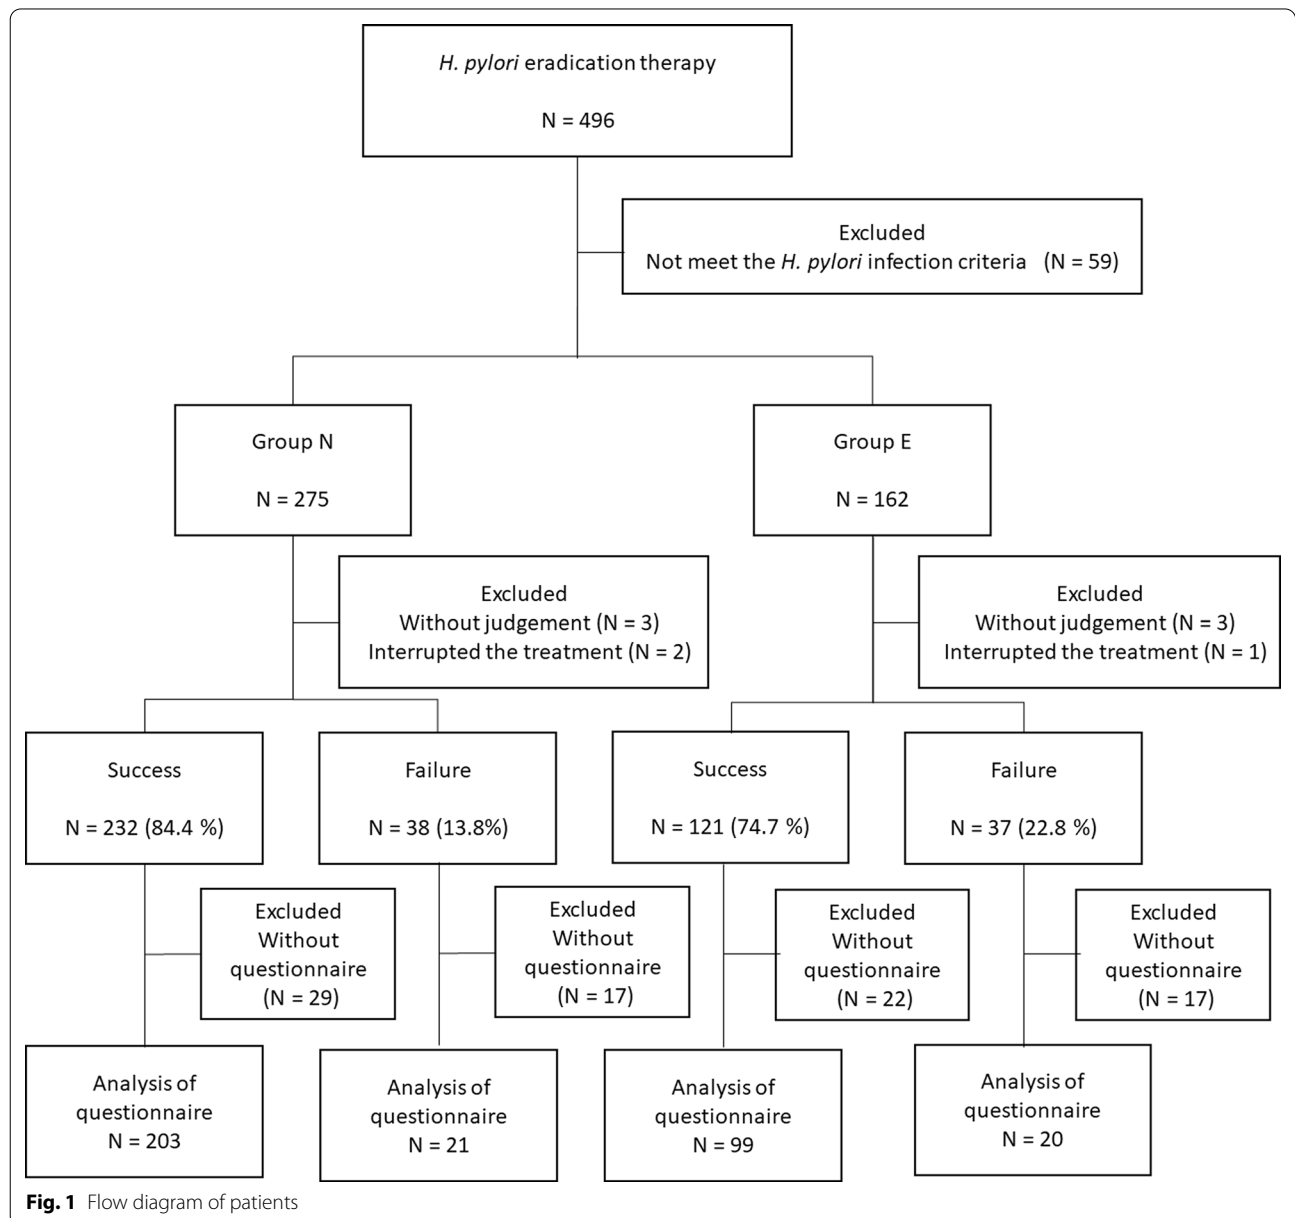 H. pylori eradication therapy
N = 496
Excluded
Not meet the H. pylori infection criteria (N = 59)
Group N
N = 275
Group E
N = 162
Excluded
Without judgement (N = 3)
Interrupted the treatment (N = 2)
Excluded
Without judgement (N = 3)
Interrupted the treatment (N = 1)
Success
N = 232 (84.4 %)
Failure
N = 38 (13.8%)
Success
N = 121 (74.7 %)
Failure
N = 37 (22.8 %)
Excluded
Without
questionnaire
(N = 29)
Excluded
Without
questionnaire
(N = 17)
Excluded
Without
questionnaire
(N = 22)
Excluded
Without
questionnaire
(N = 17)
Analysis of
questionnaire
N = 203
Analysis of
questionnaire
N = 21
Analysis of
questionnaire
N = 99
Analysis of
questionnaire
N = 20
Fig. 1 Flow diagram of patients